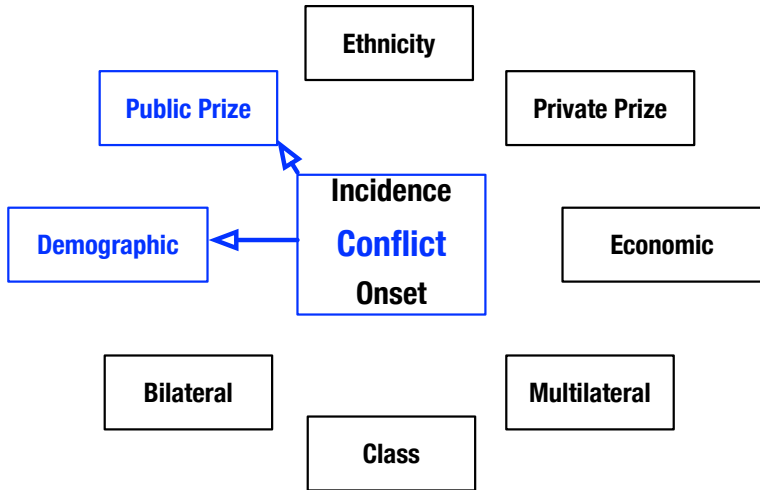 Ethnicity
Public Prize
Private Prize
Incidence
Conflict
Onset
Demographic
Economic
Bilateral
Multilateral
Class